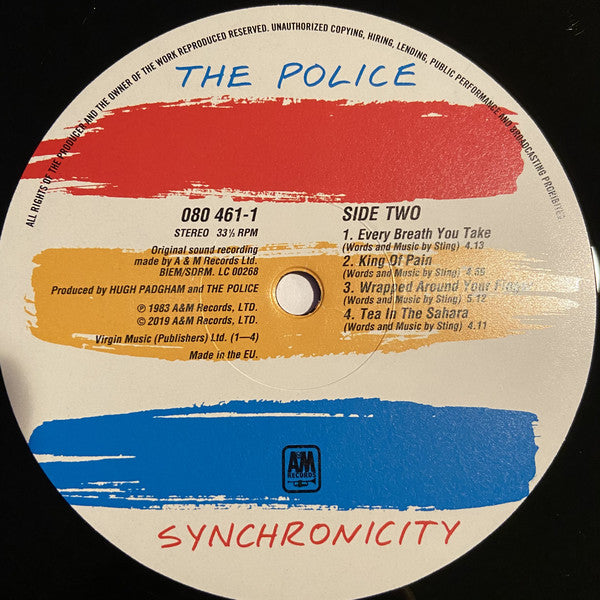 ALL RIGHTS OF THE PRODUCER AND THE OWNER OF THE WORK REPRODUCED RESERVED. UNAUTHORIZED COPYING, HIRING, LENDING, PUBLIC PERFORMANCE AND BROADCASTING PROHIBITED.
THE POLICE
080 461-1
STEREO 33⅓ RPM
Original sound recording
made by A & M Records Ltd.
BIEM/SDRM. LC 00268
Produced by HUGH PADGHAM and THE POLICE
℗ 1983 A&M Records, LTD.
© 2019 A&M Records, LTD.
Virgin Music (Publishers) Ltd. (1—4)
Made in the EU.
SIDE TWO
1. Every Breath You Take
(Words and Music by Sting) 4.13
2. King Of Pain
(Words and Music by Sting) 4.59
3. Wrapped Around Your Finger
(Words and Music by Sting) 5.12
4. Tea In The Sahara
(Words and Music by Sting) 4.11
AM
RECORDS
SYNCHRONICITY